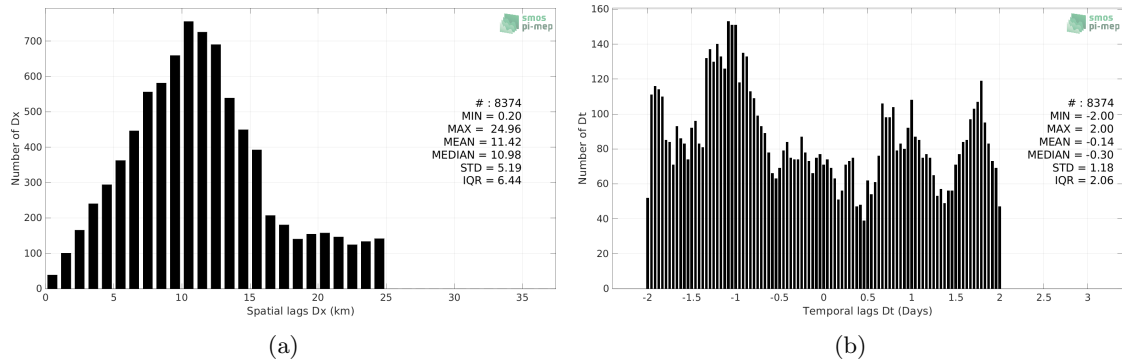 smos
pi-mep
Number of Dx
700
600
500
400
300
200
100
0
# : 8374
MIN = 0.20
MAX = 24.96
MEAN = 11.42
MEDIAN = 10.98
STD = 5.19
IQR = 6.44
0 5 10 15 20 25 30 35
Spatial lags Dx (km)
(a)
smos
pi-mep
Number of Dt
160
140
120
100
80
60
40
20
0
# : 8374
MIN = -2.00
MAX = 2.00
MEAN = -0.14
MEDIAN = -0.30
STD = 1.18
IQR = 2.06
-2 -1.5 -1 -0.5 0 0.5 1 1.5 2 2.5 3
Temporal lags Dt (Days)
(b)